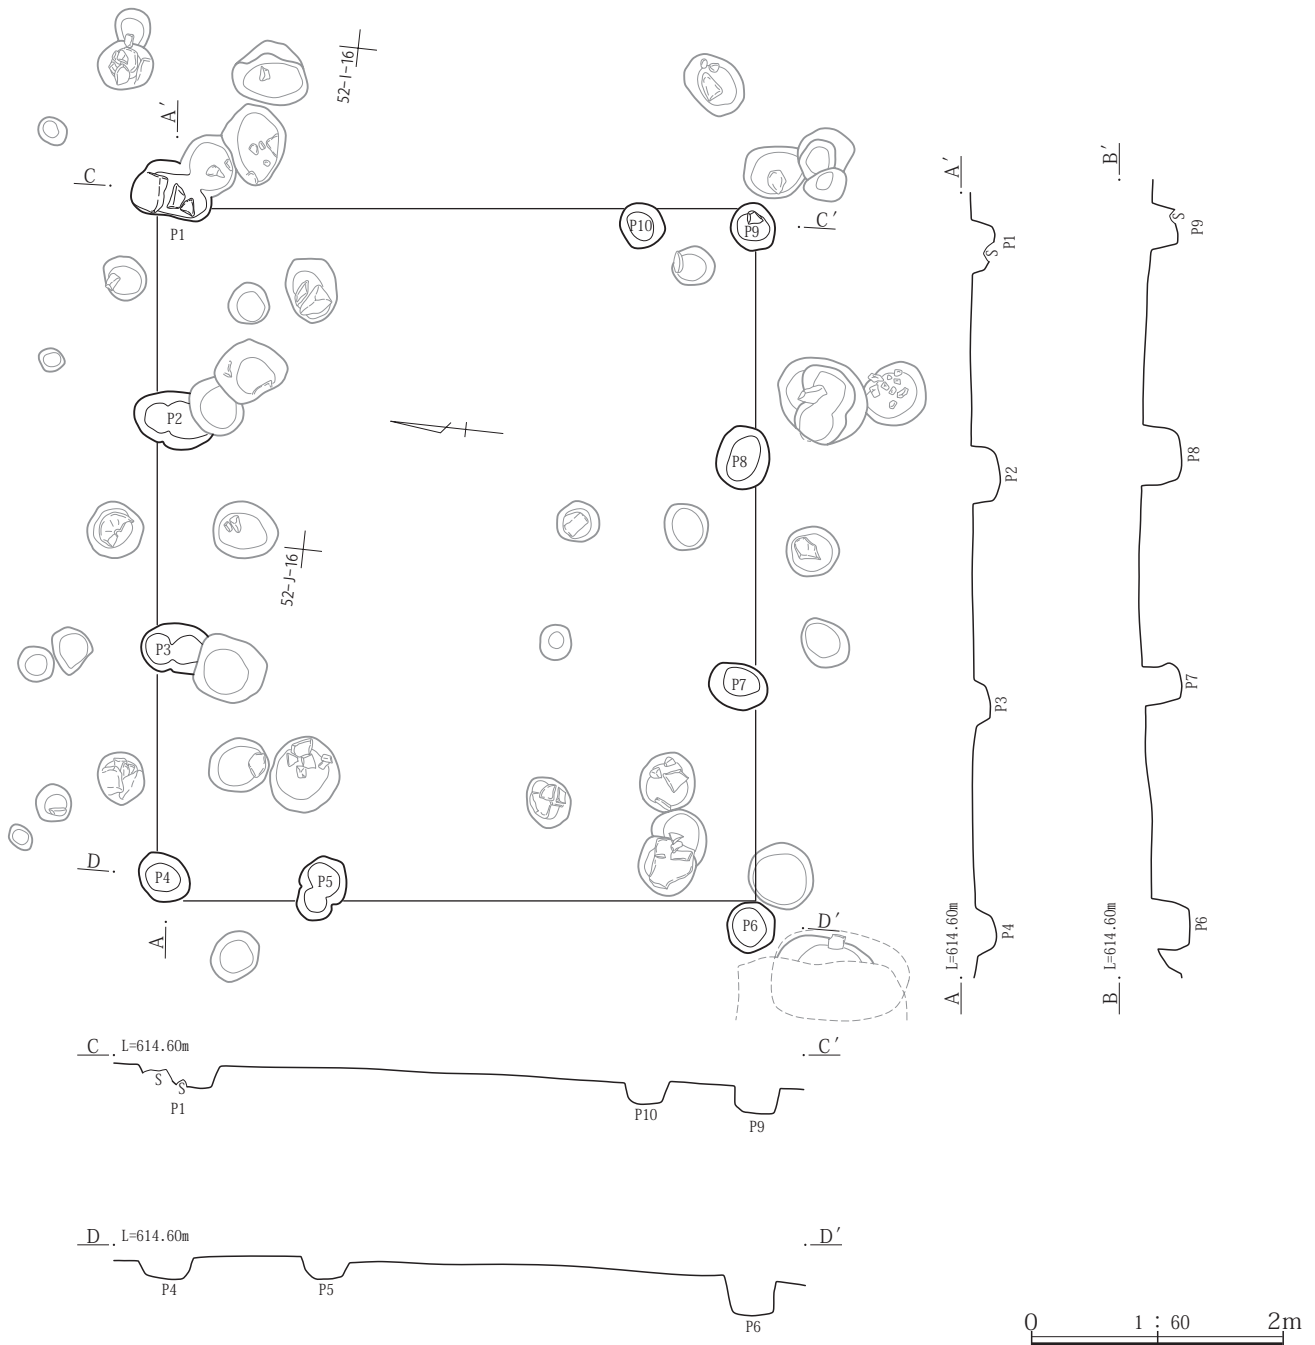 52-I-16
A′
C
P1
P10
P9
C′
P2
P8
52-J-16
P3
P7
D
P4
P5
P6
D′
A
A′
P1
P2
P3
P4
A L=614.60m
B′
P9
S
S
P8
P7
P6
B L=614.60m
C L=614.60m
C′
S
S
P1
P10
P9
D L=614.60m
D′
P4
P5
P6
0 1 : 60 2m